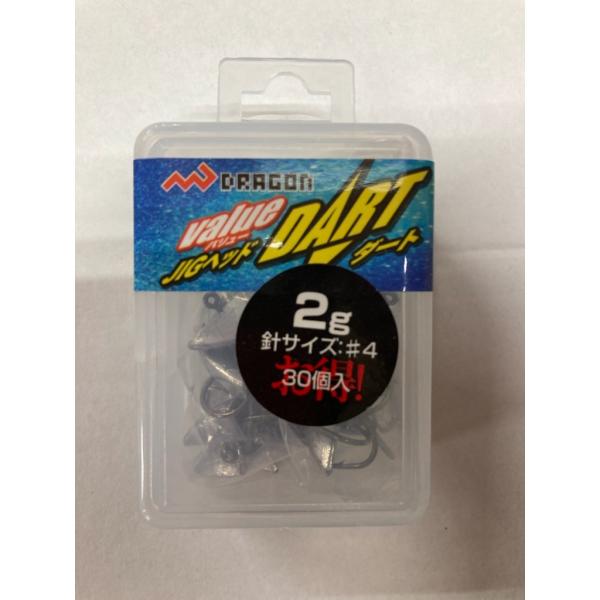 DRAGON
Value
バリュー
DART
JIGヘッド
ダート
2g
針サイズ:#4
30個入
お得!